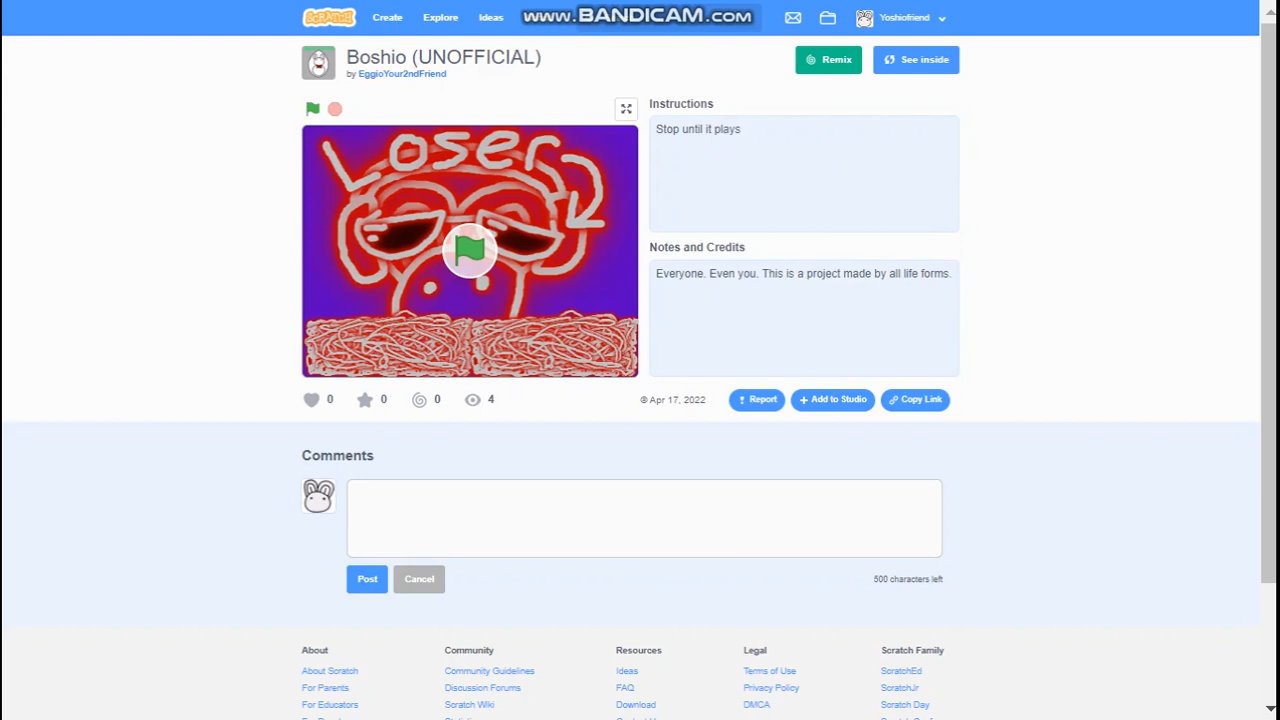 SCRATCH
Create
Explore
Ideas
www.BANDICAM.com
Yoshiofriend
Boshio (UNOFFICIAL)
by EggioYour2ndFriend
Remix
See inside
Loser
Instructions
Stop until it plays
Notes and Credits
Everyone. Even you. This is a project made by all life forms.
0
0
0
4
© Apr 17, 2022
Report
Add to Studio
Copy Link
Comments
Post
Cancel
500 characters left
About
Community
Resources
Legal
Scratch Family
About Scratch
Community Guidelines
Ideas
Terms of Use
ScratchEd
For Parents
Discussion Forums
FAQ
Privacy Policy
ScratchJr
For Educators
Scratch Wiki
Download
DMCA
Scratch Day